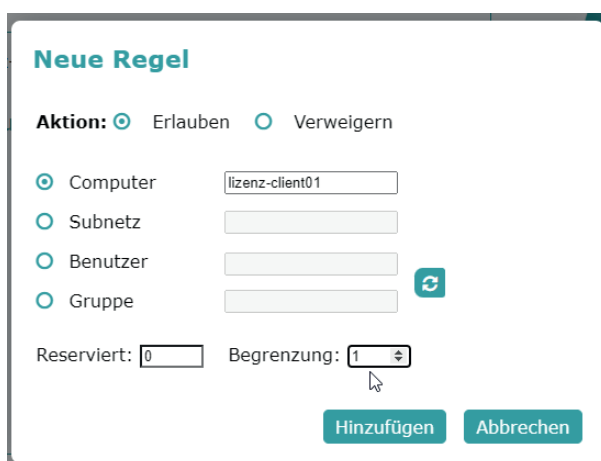 Neue Regel
Aktion: Erlauben Verweigern
Computer lizenz-client01
Subnetz
Benutzer
Gruppe
Reserviert: 0 Begrenzung: 1
Hinzufügen Abbrechen